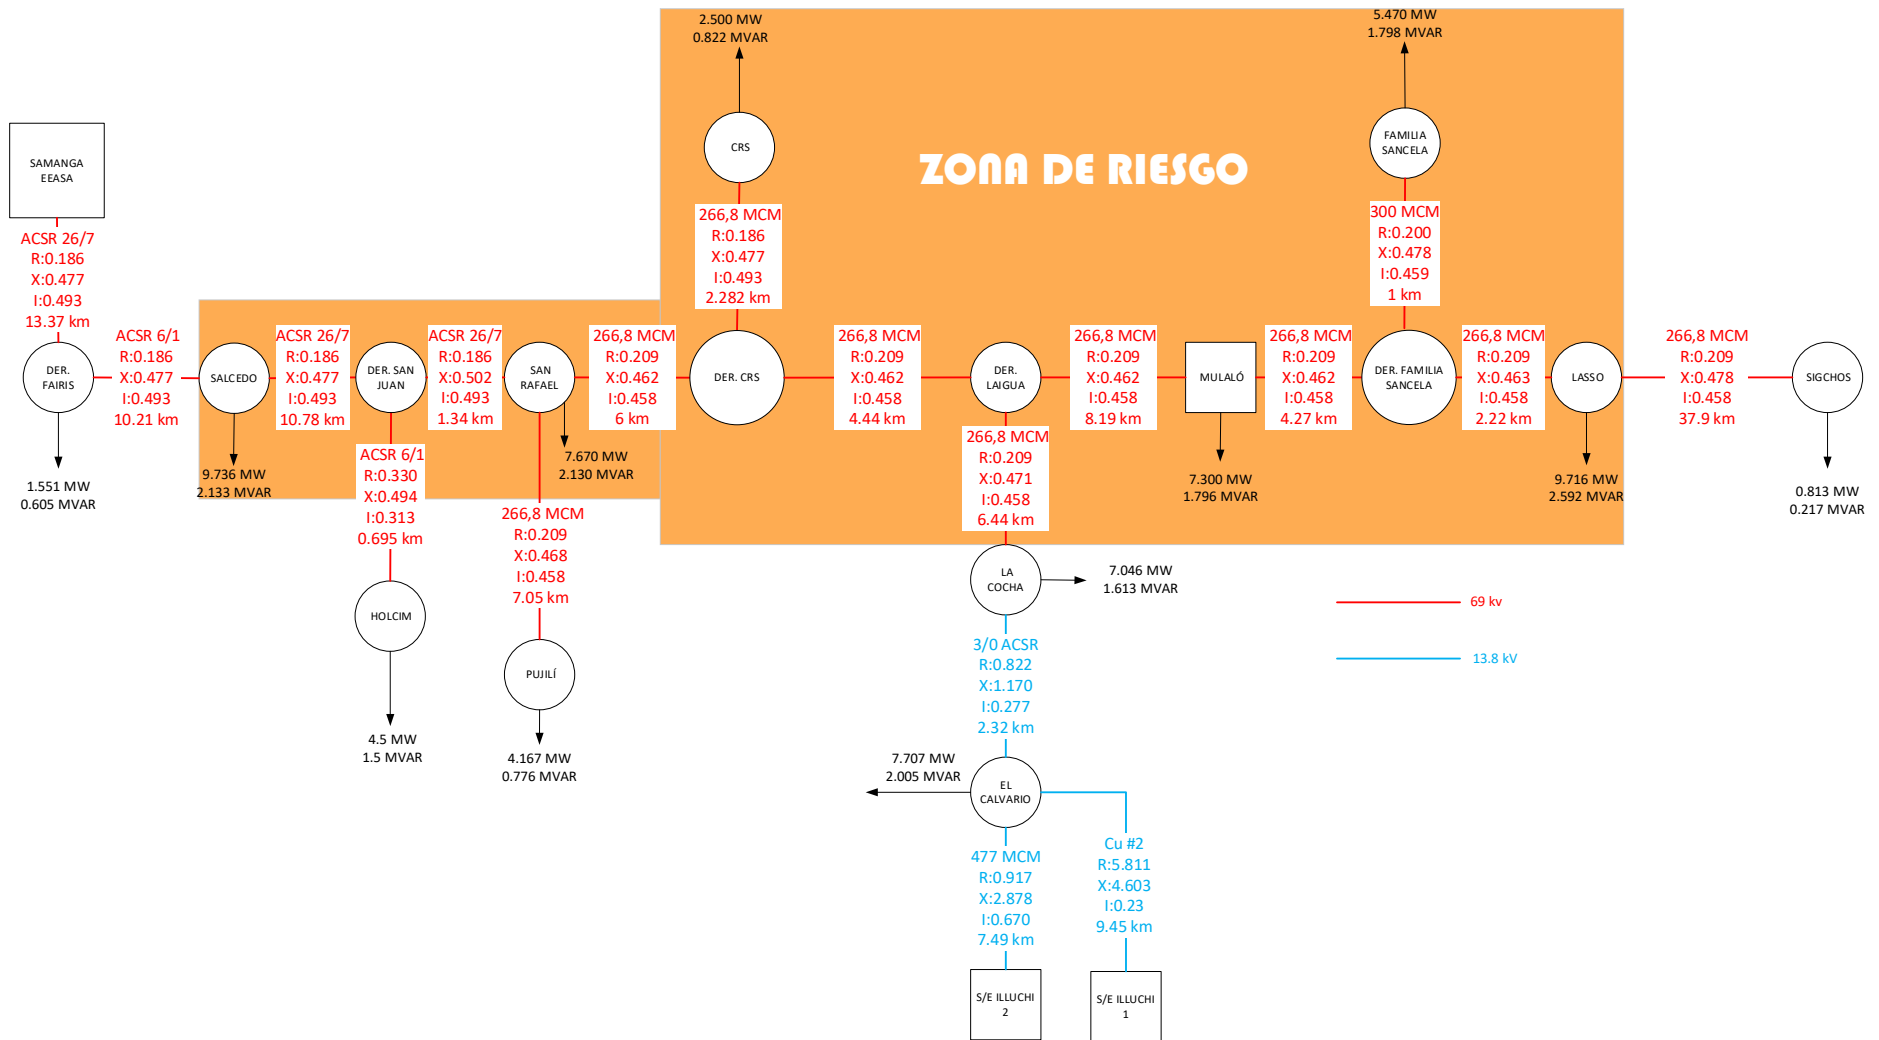 2.500 MW
0.822 MVAR
5.470 MW
1.798 MVAR
SAMANGA
EEASA
CRS
FAMILIA
SANCELA
ZONA DE RIESGO
ACSR 26/7
R:0.186
X:0.477
I:0.493
13.37 km
266,8 MCM
R:0.186
X:0.477
I:0.493
2.282 km
300 MCM
R:0.200
X:0.478
I:0.459
1 km
DER.
FAIRIS
ACSR 6/1
R:0.186
X:0.477
I:0.493
10.21 km
SALCEDO
ACSR 26/7
R:0.186
X:0.477
I:0.493
10.78 km
DER. SAN
JUAN
ACSR 26/7
R:0.186
X:0.502
I:0.493
1.34 km
SAN
RAFAEL
266,8 MCM
R:0.209
X:0.462
I:0.458
6 km
DER. CRS
266,8 MCM
R:0.209
X:0.462
I:0.458
4.44 km
DER.
LAIGUA
266,8 MCM
R:0.209
X:0.462
I:0.458
8.19 km
MULALÓ
266,8 MCM
R:0.209
X:0.462
I:0.458
4.27 km
DER. FAMILIA
SANCELA
266,8 MCM
R:0.209
X:0.463
I:0.458
2.22 km
LASSO
266,8 MCM
R:0.209
X:0.478
I:0.458
37.9 km
SIGCHOS
1.551 MW
0.605 MVAR
9.736 MW
2.133 MVAR
ACSR 6/1
R:0.330
X:0.494
I:0.313
0.695 km
7.670 MW
2.130 MVAR
266,8 MCM
R:0.209
X:0.468
I:0.458
7.05 km
266,8 MCM
R:0.209
X:0.471
I:0.458
6.44 km
7.300 MW
1.796 MVAR
9.716 MW
2.592 MVAR
0.813 MW
0.217 MVAR
HOLCIM
4.5 MW
1.5 MVAR
PUJILÍ
4.167 MW
0.776 MVAR
LA
COCHA
7.046 MW
1.613 MVAR
69 kv
13.8 kV
3/0 ACSR
R:0.822
X:1.170
I:0.277
2.32 km
7.707 MW
2.005 MVAR
EL
CALVARIO
477 MCM
R:0.917
X:2.878
I:0.670
7.49 km
Cu #2
R:5.811
X:4.603
I:0.23
9.45 km
S/E ILLUCHI
2
S/E ILLUCHI
1